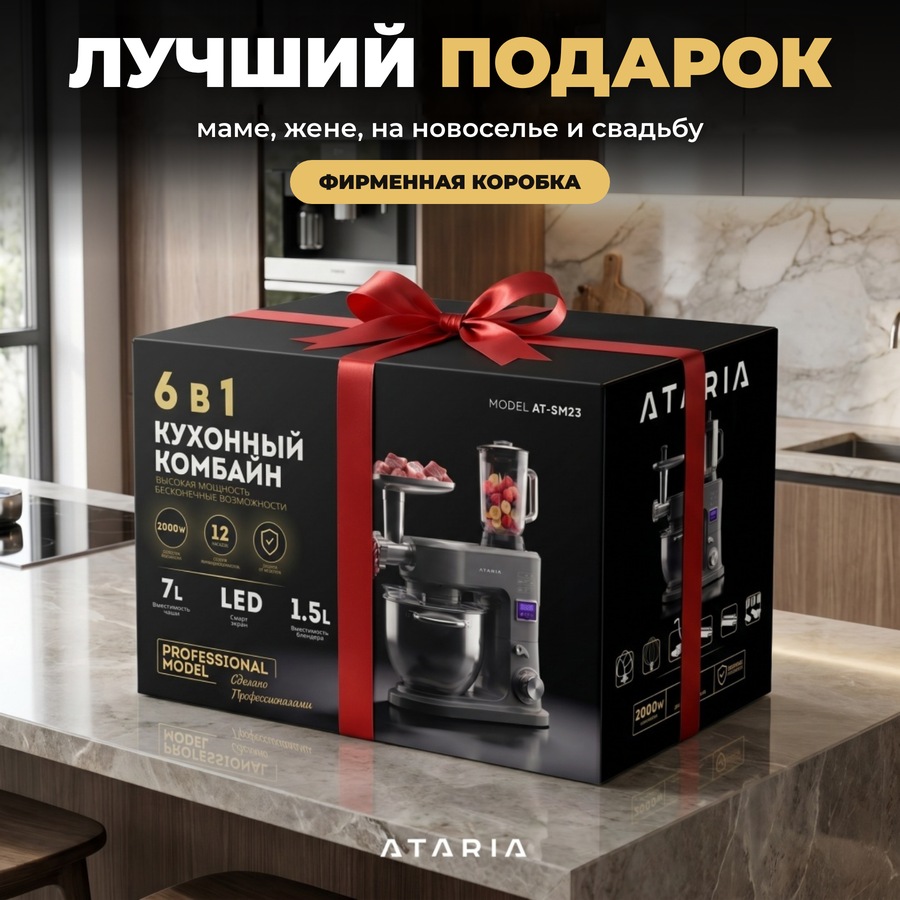 ЛУЧШИЙ ПОДАРОК
маме, жене, на новоселье и свадьбу
ФИРМЕННАЯ КОРОБКА
6 в 1
КУХОННЫЙ
КОМБАЙН
ВЫСОКАЯ МОЩНОСТЬ
БЕСКОНЕЧНЫЕ ВОЗМОЖНОСТИ
2000W
12
7L
Вместимость
чаши
LED
Смарт
экран
1.5L
Вместимость
блендера
PROFESSIONAL
MODEL
Сделано
Профессионалами
MODEL AT-SM23
ATARIA
ATARIA
2000W
ATARIA